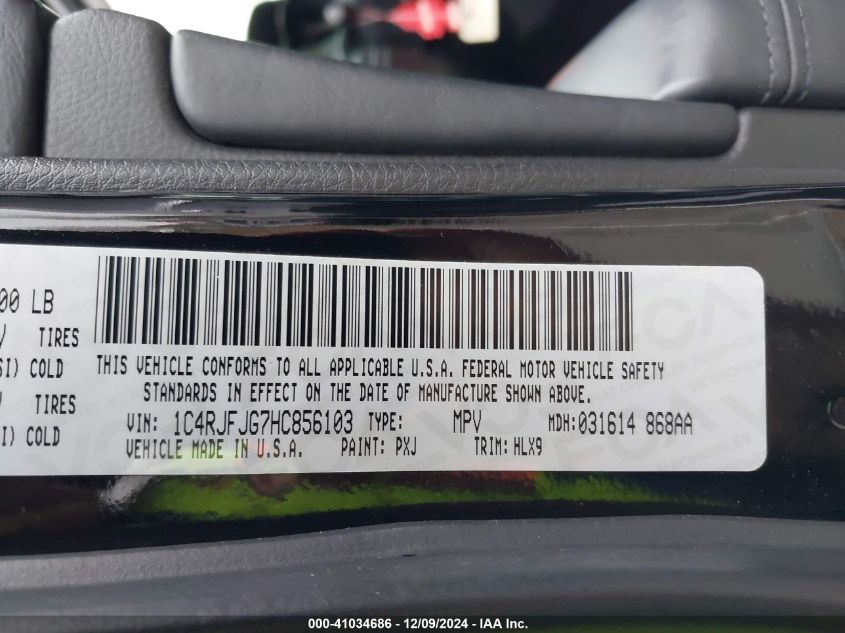 00 LB
TIRES
SI) COLD
TIRES
I) COLD
THIS VEHICLE CONFORMS TO ALL APPLICABLE U.S.A. FEDERAL MOTOR VEHICLE SAFETY
STANDARDS IN EFFECT ON THE DATE OF MANUFACTURE SHOWN ABOVE.
VIN: 1C4RJFJG7HC856103 TYPE: MPV MDH:031614 868AA
VEHICLE MADE IN U.S.A. PAINT: PXJ TRIM: HLX9
000-41034686 - 12/09/2024 - IAA Inc.